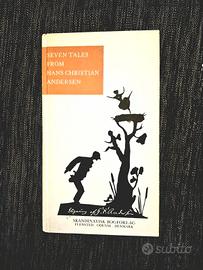 SEVEN TALES
FROM
HANS CHRISTIAN
ANDERSEN
SKANDINAVISK BOGFORLAG
FLENSTED - ODENSE - DENMARK
subito